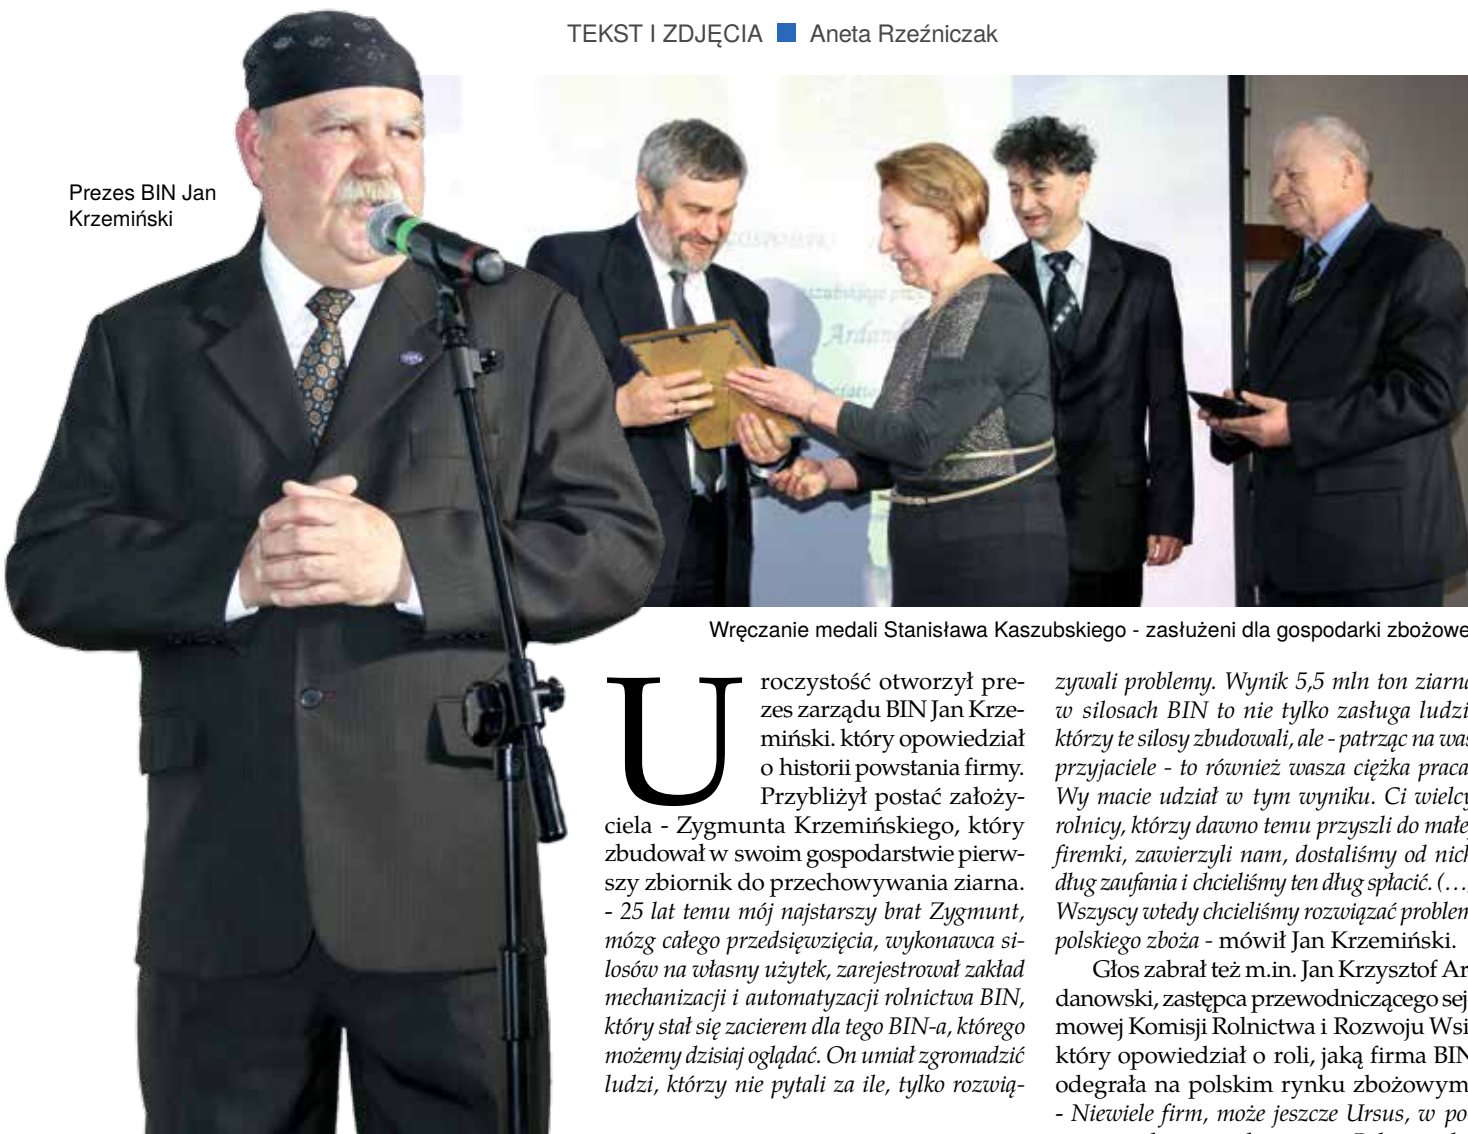 TEKST I ZDJĘCIA Aneta Rzeźniczak
Prezes BIN Jan
Krzemiński
Wręczanie medali Stanisława Kaszubskiego - zasłużeni dla gospodarki zbożowe
Uroczystość otworzył pre-
zes zarządu BIN Jan Krze-
miński. który opowiedział
o historii powstania firmy.
Przybliżył postać założy-
ciela - Zygmunta Krzemińskiego, który
zbudował w swoim gospodarstwie pierw-
szy zbiornik do przechowywania ziarna.
- 25 lat temu mój najstarszy brat Zygmunt,
mózg całego przedsięwzięcia, wykonawca si-
losów na własny użytek, zarejestrował zakład
mechanizacji i automatyzacji rolnictwa BIN,
który stał się zacierem dla tego BIN-a, którego
możemy dzisiaj oglądać. On umiał zgromadzić
ludzi, którzy nie pytali za ile, tylko rozwią-
zywali problemy. Wynik 5,5 mln ton ziarna
w silosach BIN to nie tylko zasługa ludzi
którzy te silosy zbudowali, ale - patrząc na was
przyjaciele - to również wasza ciężka praca
Wy macie udział w tym wyniku. Ci wielcy
rolnicy, którzy dawno temu przyszli do małej
firemki, zawierzyli nam, dostaliśmy od nich
dług zaufania i chcieliśmy ten dług spłacić. (…
Wszyscy wtedy chcieliśmy rozwiązać problem
polskiego zboża - mówił Jan Krzemiński.
Głos zabrał też m.in. Jan Krzysztof Ar
danowski, zastępca przewodniczącego sej
mowej Komisji Rolnictwa i Rozwoju Wsi
który opowiedział o roli, jaką firma BIN
odegrała na polskim rynku zbożowym
- Niewiele firm, może jeszcze Ursus, w po